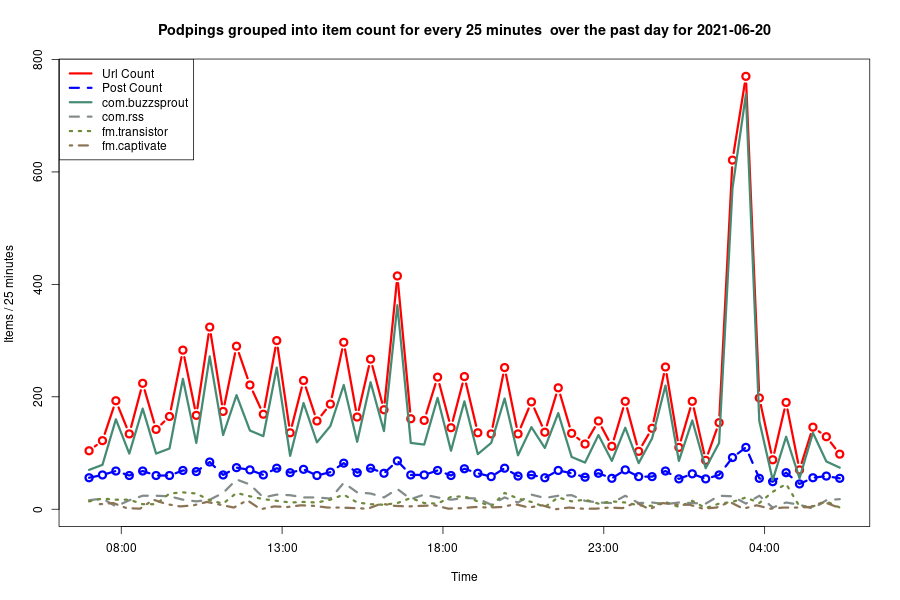 Podpings grouped into item count for every 25 minutes  over the past day for 2021-06-20
Url Count
Post Count
com.buzzsprout
com.rss
fm.transistor
fm.captivate
Items / 25 minutes
800
600
400
200
0
08:00
13:00
18:00
23:00
04:00
Time